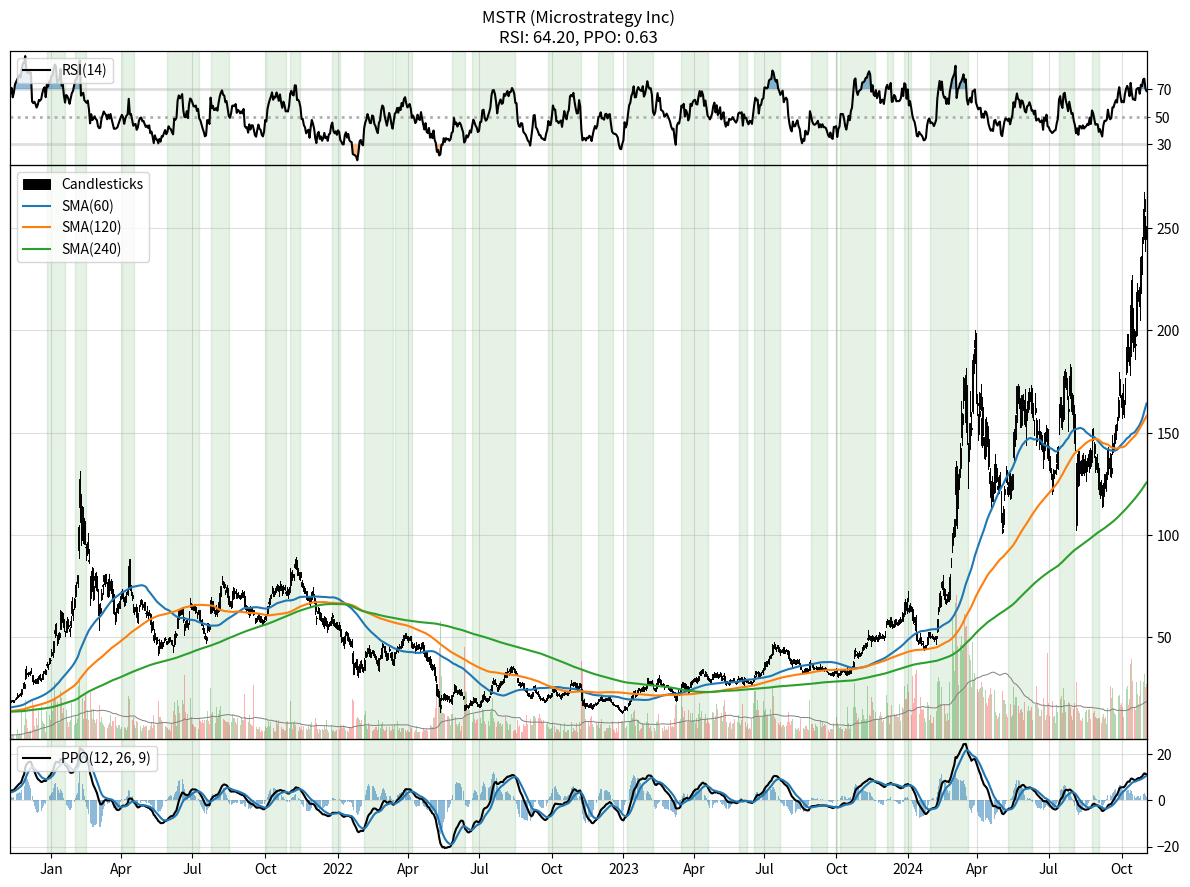 MSTR (Microstrategy Inc)
RSI: 64.20, PPO: 0.63
RSI(14)
70
50
30
Candlesticks
SMA(60)
SMA(120)
SMA(240)
250
200
150
100
50
PPO(12, 26, 9)
20
0
−20
Jan Apr Jul Oct 2022 Apr Jul Oct 2023 Apr Jul Oct 2024 Apr Jul Oct